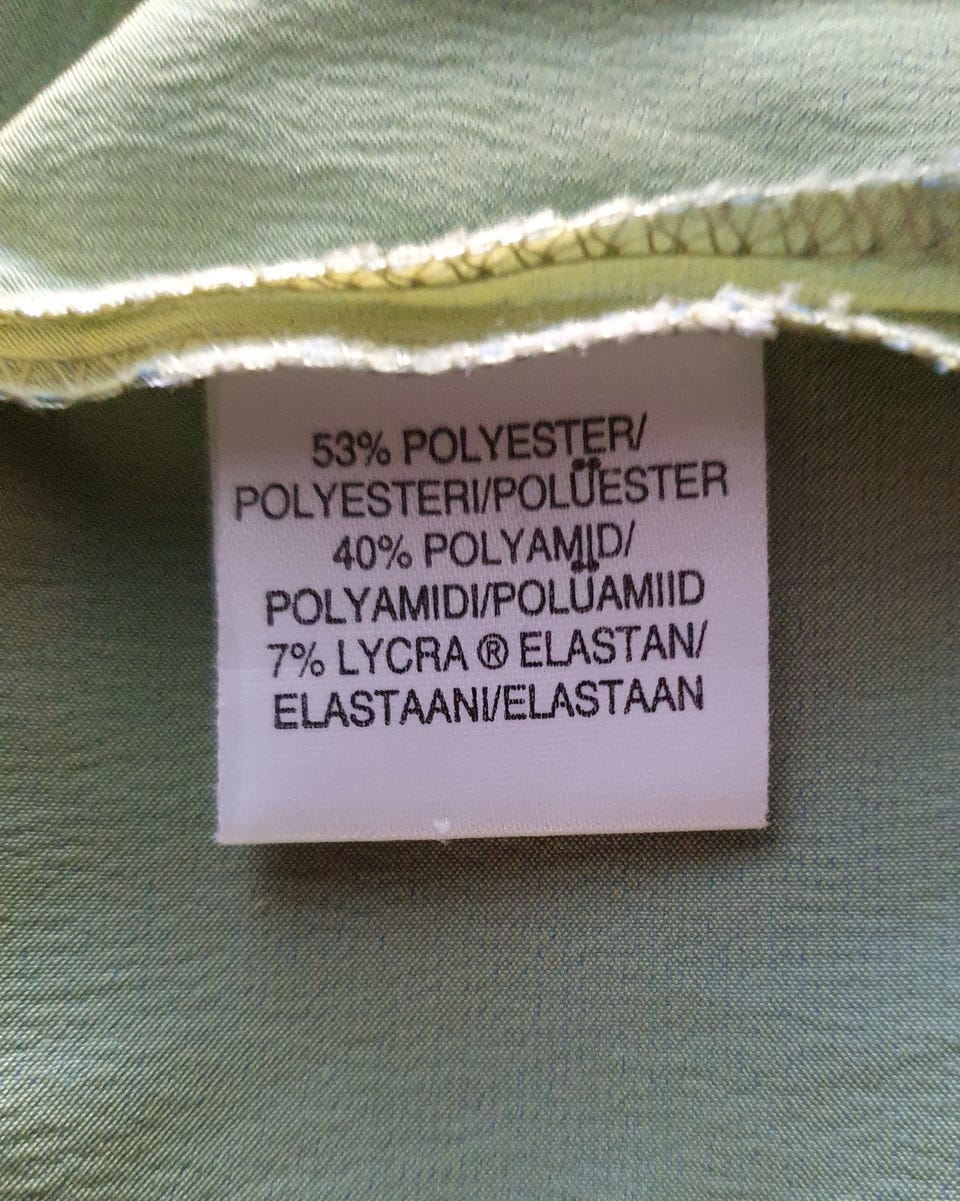 53% POLYESTER/
POLYESTERI/POLÜESTER
40% POLYAMID/
POLYAMIDI/POLÜAMIID
7% LYCRA ® ELASTAN/
ELASTAANI/ELASTAAN